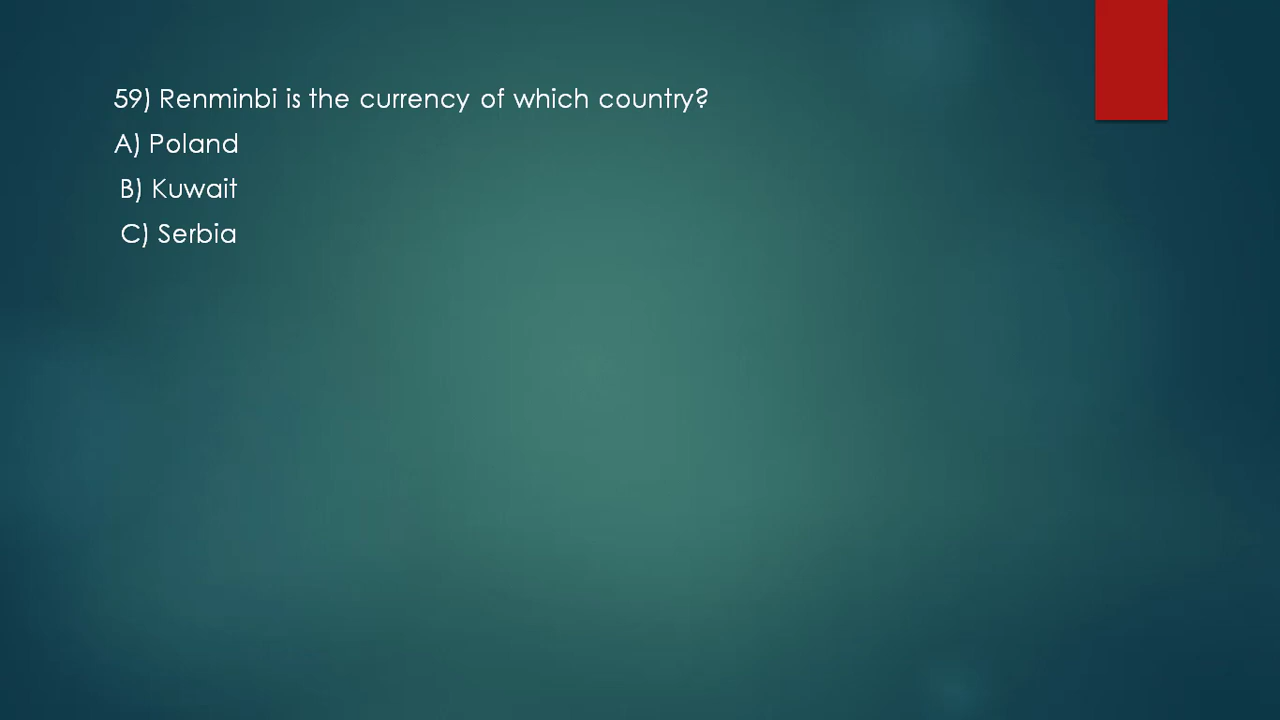 59) Renminbi is the currency of which country?
A) Poland
B) Kuwait
C) Serbia